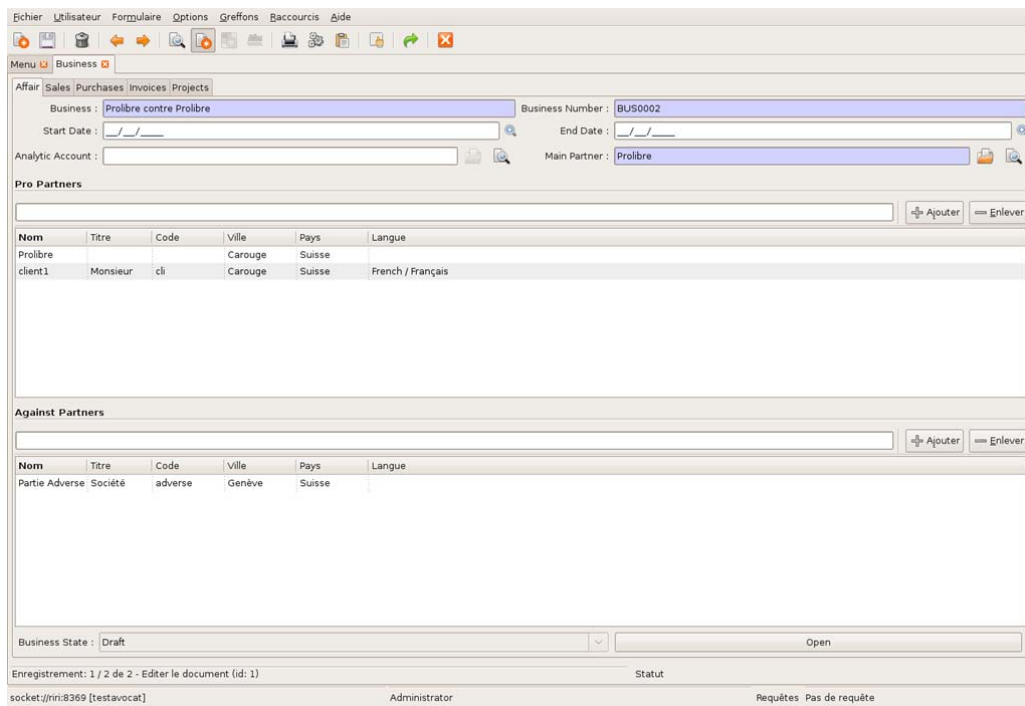 Fichier Utilisateur Formulaire Options Greffons Raccourcis Aide
Menu Business
Affair Sales Purchases Invoices Projects
Business : Prolibre contre Prolibre Business Number : BUS0002
Start Date : __/__/____ End Date : __/__/____
Analytic Account : Main Partner : Prolibre
Pro Partners
Ajouter Enlever
Nom Titre Code Ville Pays Langue
Prolibre Carouge Suisse
client1 Monsieur cli Carouge Suisse French / Français
Against Partners
Ajouter Enlever
Nom Titre Code Ville Pays Langue
Partie Adverse Société adverse Genève Suisse
Business State : Draft Open
Enregistrement: 1 / 2 de 2 - Editer le document (id: 1) Statut
socket://riri:8369 [testavocat] Administrator Requêtes Pas de requête